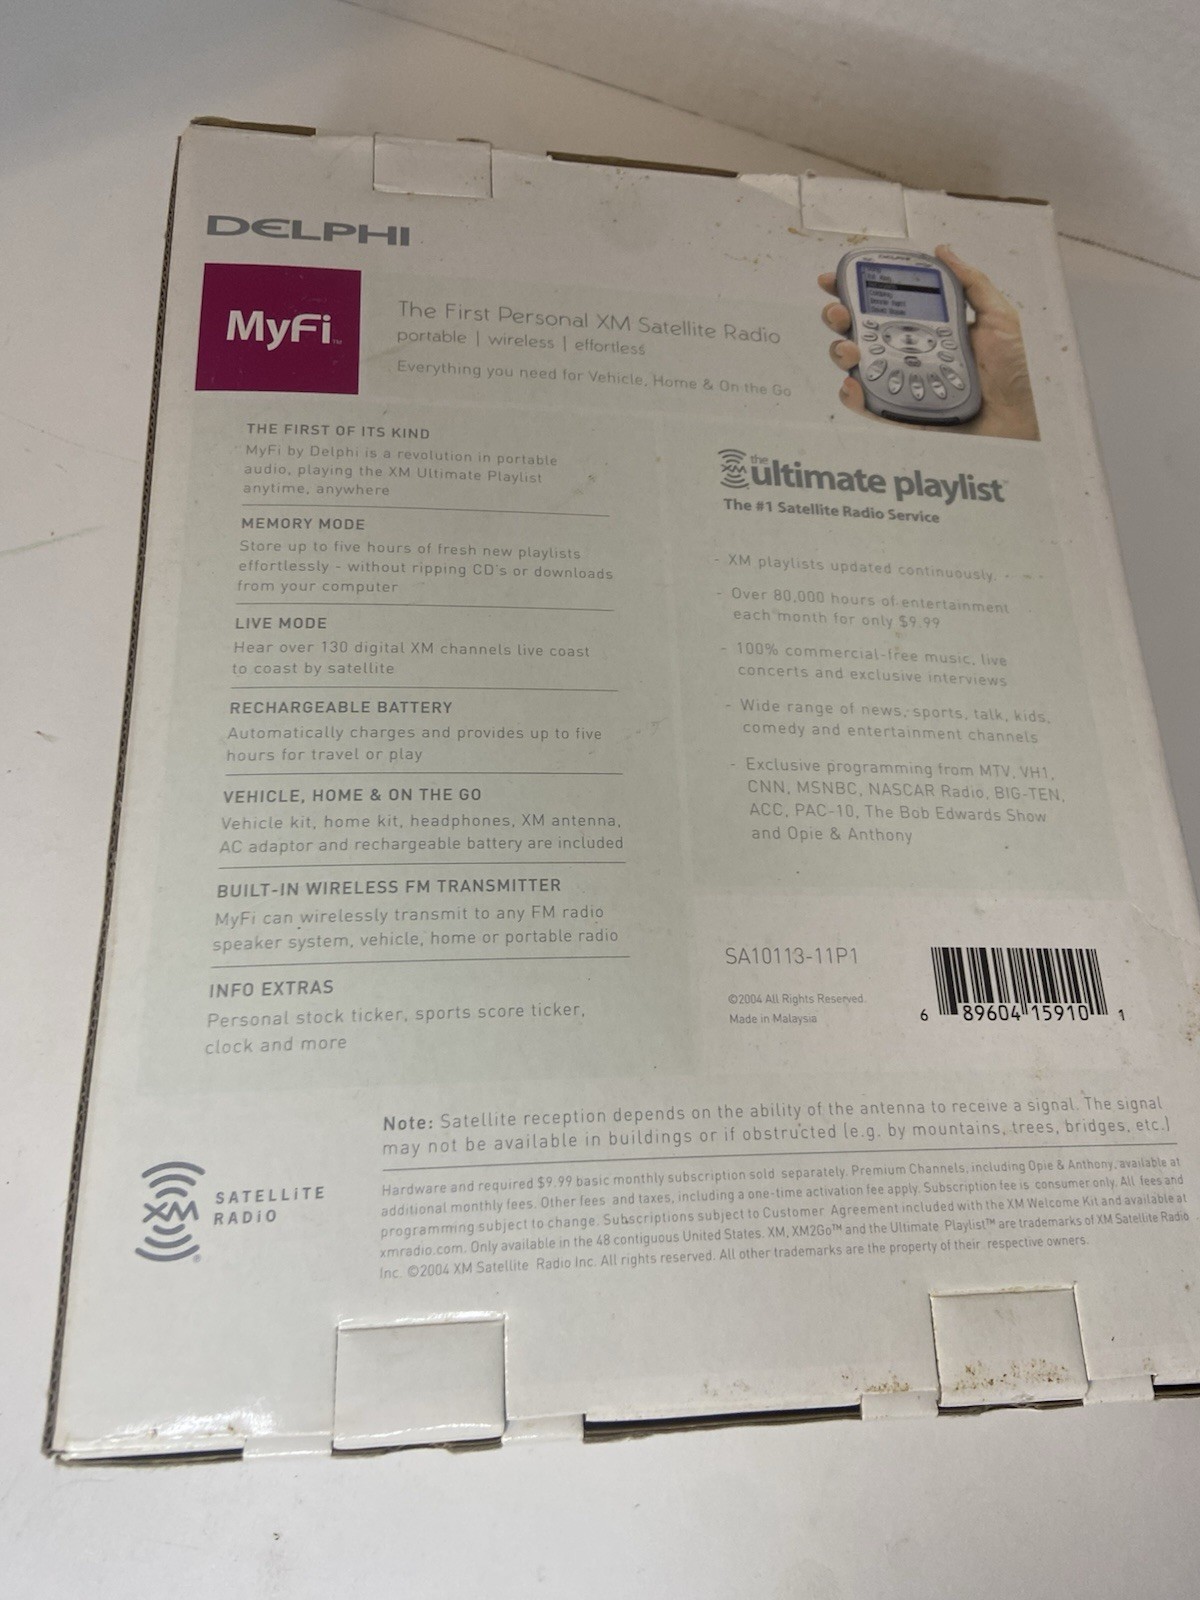 DELPHI
MyFi™
The First Personal XM Satellite Radio
portable | wireless | effortless
Everything you need for Vehicle, Home & On the Go
DELPHI
THE FIRST OF ITS KIND
MyFi by Delphi is a revolution in portable
audio, playing the XM Ultimate Playlist
anytime, anywhere
MEMORY MODE
Store up to five hours of fresh new playlists
effortlessly - without ripping CD's or downloads
from your computer
LIVE MODE
Hear over 130 digital XM channels live coast
to coast by satellite
RECHARGEABLE BATTERY
Automatically charges and provides up to five
hours for travel or play
VEHICLE, HOME & ON THE GO
Vehicle kit, home kit, headphones, XM antenna,
AC adaptor and rechargeable battery are included
BUILT-IN WIRELESS FM TRANSMITTER
MyFi can wirelessly transmit to any FM radio
speaker system, vehicle, home or portable radio
INFO EXTRAS
Personal stock ticker, sports score ticker,
clock and more
XM the ultimate playlist™
The #1 Satellite Radio Service
- XM playlists updated continuously.
- Over 80,000 hours of entertainment
each month for only $9.99
- 100% commercial-free music, live
concerts and exclusive interviews
- Wide range of news, sports, talk, kids,
comedy and entertainment channels
- Exclusive programming from MTV, VH1,
CNN, MSNBC, NASCAR Radio, BIG-TEN,
ACC, PAC-10, The Bob Edwards Show
and Opie & Anthony
SA10113-11P1
©2004 All Rights Reserved.
Made in Malaysia
6 89604 15910 1
Note: Satellite reception depends on the ability of the antenna to receive a signal. The signal
may not be available in buildings or if obstructed (e.g. by mountains, trees, bridges, etc.)
XM
SATELLiTE
RADiO
Hardware and required $9.99 basic monthly subscription sold separately. Premium Channels, including Opie & Anthony, available at
additional monthly fees. Other fees and taxes, including a one-time activation fee apply. Subscription fee is consumer only. All fees and
programming subject to change. Subscriptions subject to Customer Agreement included with the XM Welcome Kit and available at
xmradio.com. Only available in the 48 contiguous United States. XM, XM2Go™ and the Ultimate Playlist™ are trademarks of XM Satellite Radio
Inc. ©2004 XM Satellite Radio Inc. All rights reserved. All other trademarks are the property of their respective owners.